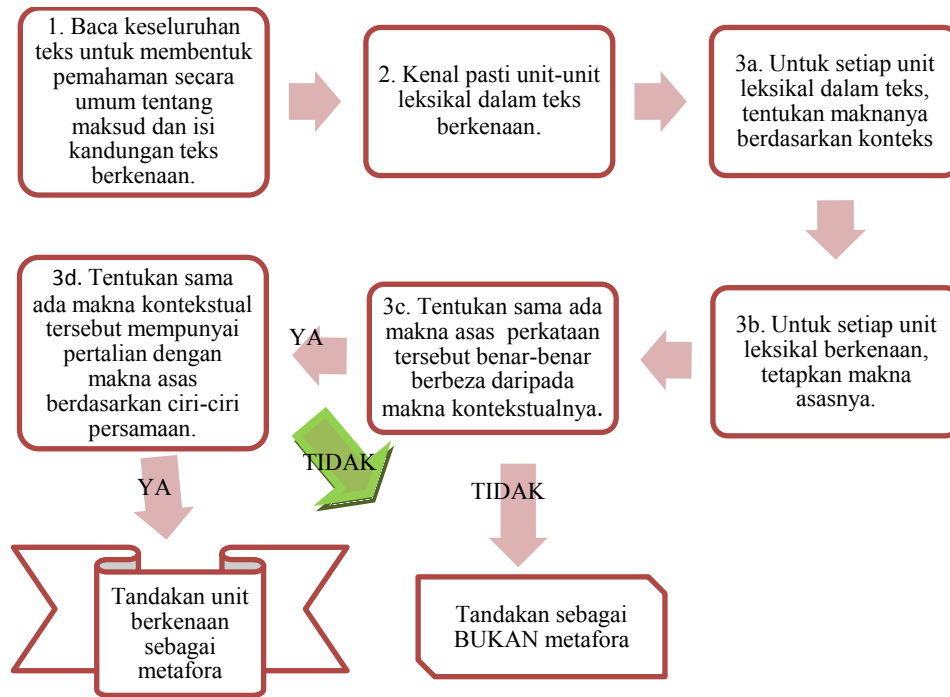 1. Baca keseluruhan
teks untuk membentuk
pemahaman secara
umum tentang
maksud dan isi
kandungan teks
berkenaan.
2. Kenal pasti unit-unit
leksikal dalam teks
berkenaan.
3a. Untuk setiap unit
leksikal dalam teks,
tentukan maknanya
berdasarkan konteks
3b. Untuk setiap unit
leksikal berkenaan,
tetapkan makna
asasnya.
3c. Tentukan sama ada
makna asas perkataan
tersebut benar-benar
berbeza daripada
makna kontekstualnya.
YA
3d. Tentukan sama
ada makna kontekstual
tersebut mempunyai
pertalian dengan
makna asas
berdasarkan ciri-ciri
persamaan.
TIDAK
YA
TIDAK
Tandakan unit
berkenaan
sebagai
metafora
Tandakan sebagai
BUKAN metafora